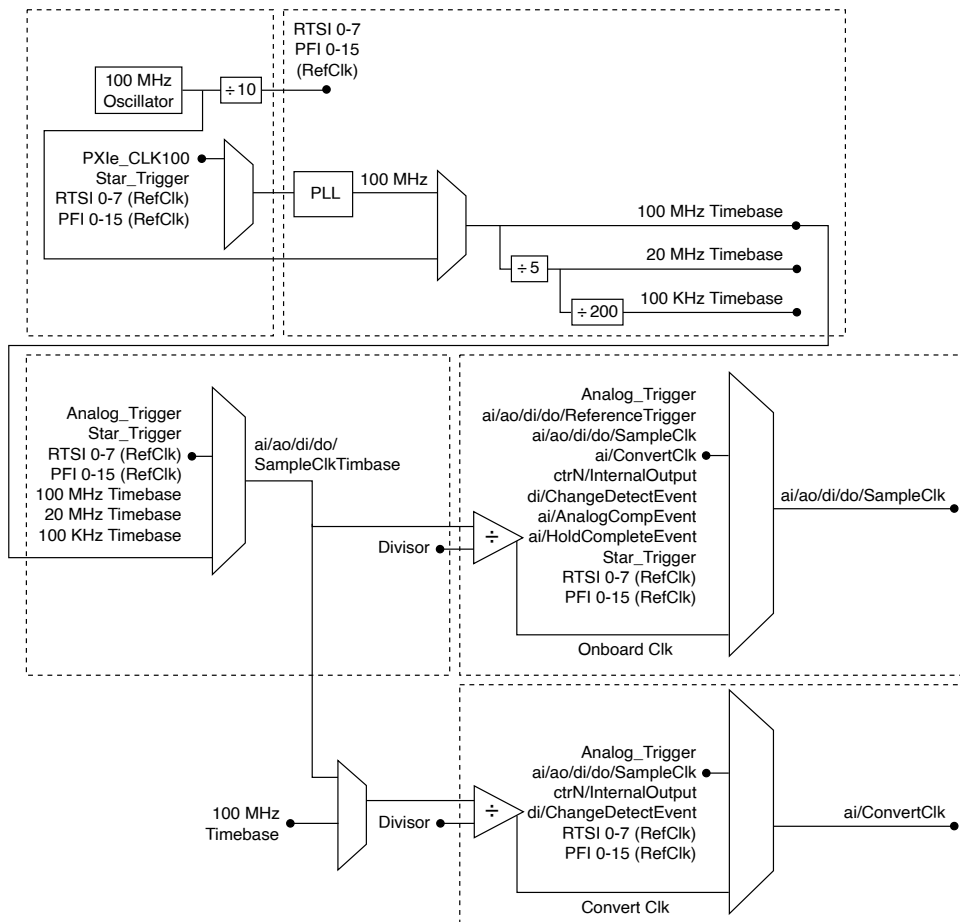 RTSI 0-7
PFI 0-15
(RefClk)
100 MHz
Oscillator
÷10
PXIe_CLK100
Star_Trigger
RTSI 0-7 (RefClk)
PFI 0-15 (RefClk)
PLL
100 MHz
100 MHz Timebase
÷5
20 MHz Timebase
÷200
100 KHz Timebase
Analog_Trigger
Star_Trigger
RTSI 0-7 (RefClk)
PFI 0-15 (RefClk)
100 MHz Timebase
20 MHz Timebase
100 KHz Timebase
ai/ao/di/do/
SampleClkTimbase
Divisor
÷
Analog_Trigger
ai/ao/di/do/ReferenceTrigger
ai/ao/di/do/SampleClk
ai/ConvertClk
ctrN/InternalOutput
di/ChangeDetectEvent
ai/AnalogCompEvent
ai/HoldCompleteEvent
Star_Trigger
RTSI 0-7 (RefClk)
PFI 0-15 (RefClk)
Onboard Clk
ai/ao/di/do/SampleClk
100 MHz
Timebase
Divisor
÷
Analog_Trigger
ai/ao/di/do/SampleClk
ctrN/InternalOutput
di/ChangeDetectEvent
RTSI 0-7 (RefClk)
PFI 0-15 (RefClk)
Convert Clk
ai/ConvertClk